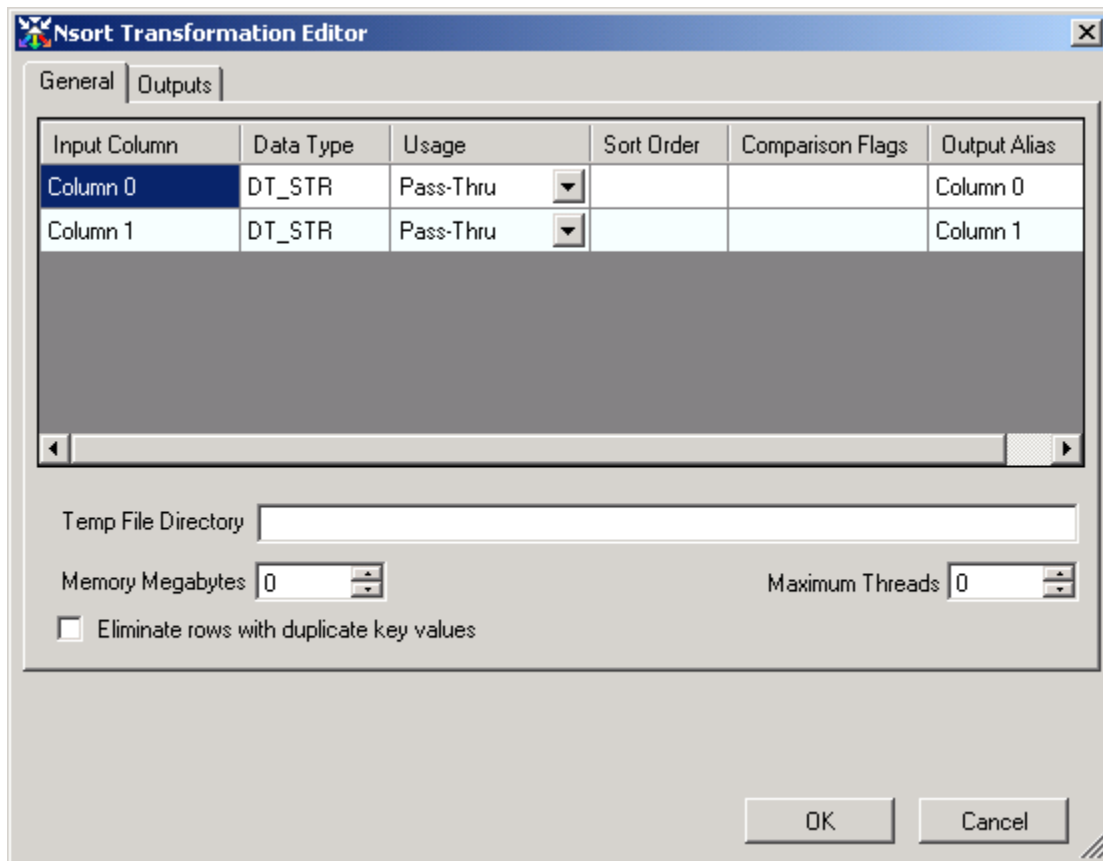 Nsort Transformation Editor
General Outputs
Input Column Data Type Usage Sort Order Comparison Flags Output Alias
Column 0 DT_STR Pass-Thru Column 0
Column 1 DT_STR Pass-Thru Column 1
Temp File Directory
Memory Megabytes 0 Maximum Threads 0
Eliminate rows with duplicate key values
OK Cancel